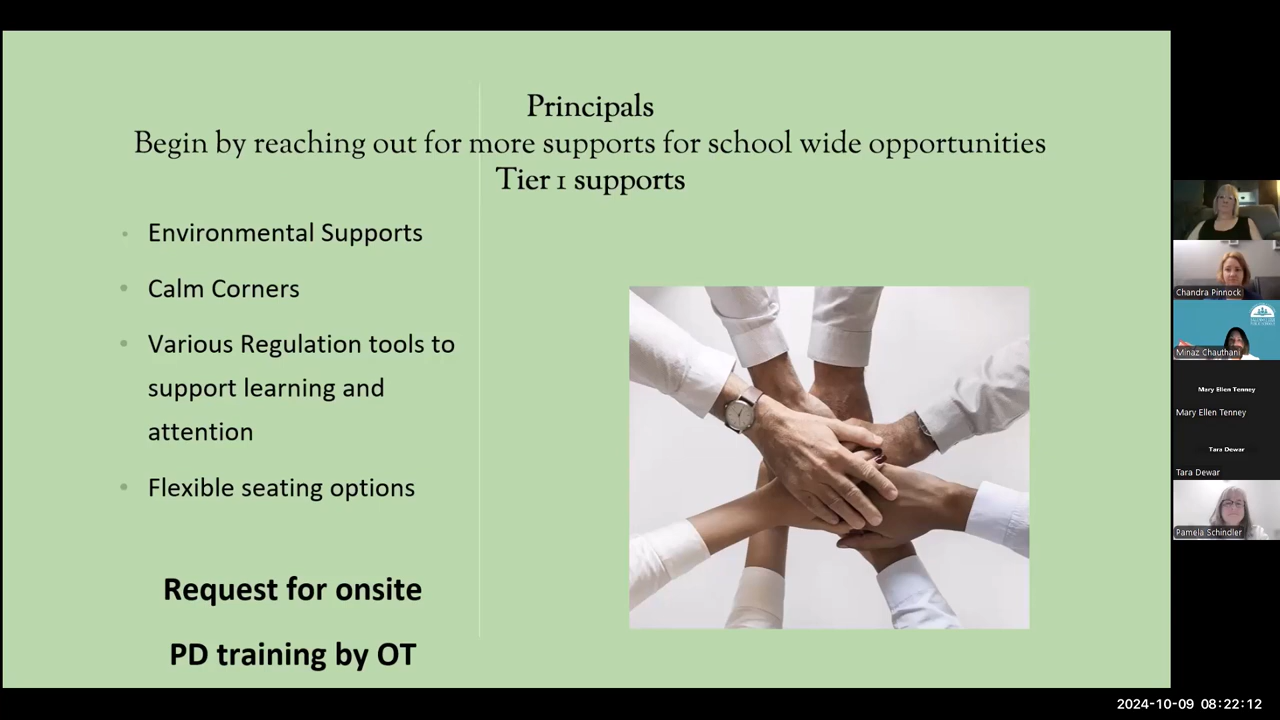 Principals
Begin by reaching out for more supports for school wide opportunities
Tier 1 supports
Environmental Supports
Calm Corners
Various Regulation tools to
support learning and
attention
Flexible seating options
Request for onsite
PD training by OT
Chandra Pinnock
Minaz Chauthani
Mary Ellen Tenney
Mary Ellen Tenney
Tara Dewar
Tara Dewar
Pamela Schindler
2024-10-09 08:22:12